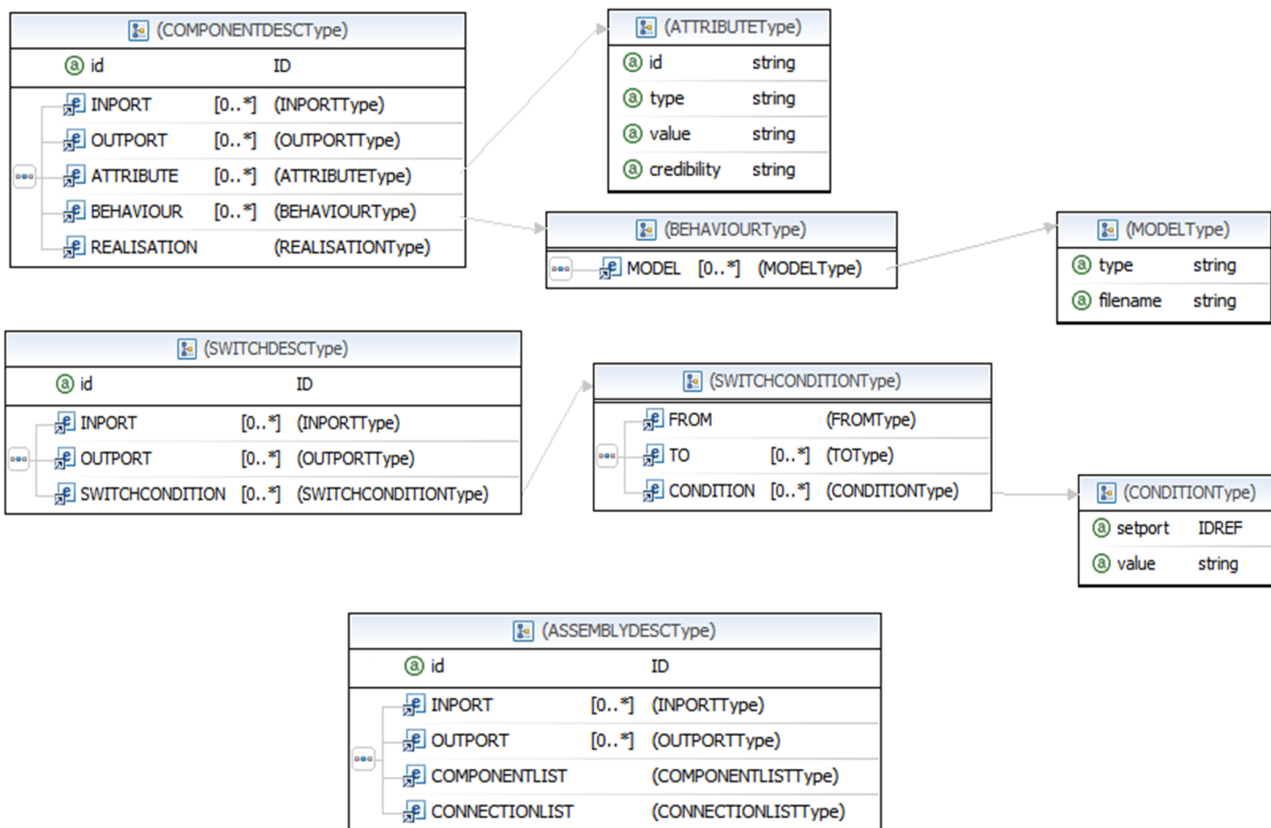 (COMPONENTDESCType)
id ID
INPORT [0..*] (INPORTType)
OUTPORT [0..*] (OUTPORTType)
ATTRIBUTE [0..*] (ATTRIBUTEType)
BEHAVIOUR [0..*] (BEHAVIOURType)
REALISATION (REALISATIONType)
(ATTRIBUTEType)
id string
type string
value string
credibility string
(BEHAVIOURType)
MODEL [0..*] (MODELType)
(MODELType)
type string
filename string
(SWITCHDESCType)
id ID
INPORT [0..*] (INPORTType)
OUTPORT [0..*] (OUTPORTType)
SWITCHCONDITION [0..*] (SWITCHCONDITIONType)
(SWITCHCONDITIONType)
FROM (FROMType)
TO [0..*] (TOType)
CONDITION [0..*] (CONDITIONType)
(CONDITIONType)
setport IDREF
value string
(ASSEMBLYDESCType)
id ID
INPORT [0..*] (INPORTType)
OUTPORT [0..*] (OUTPORTType)
COMPONENTLIST (COMPONENTLISTType)
CONNECTIONLIST (CONNECTIONLISTType)